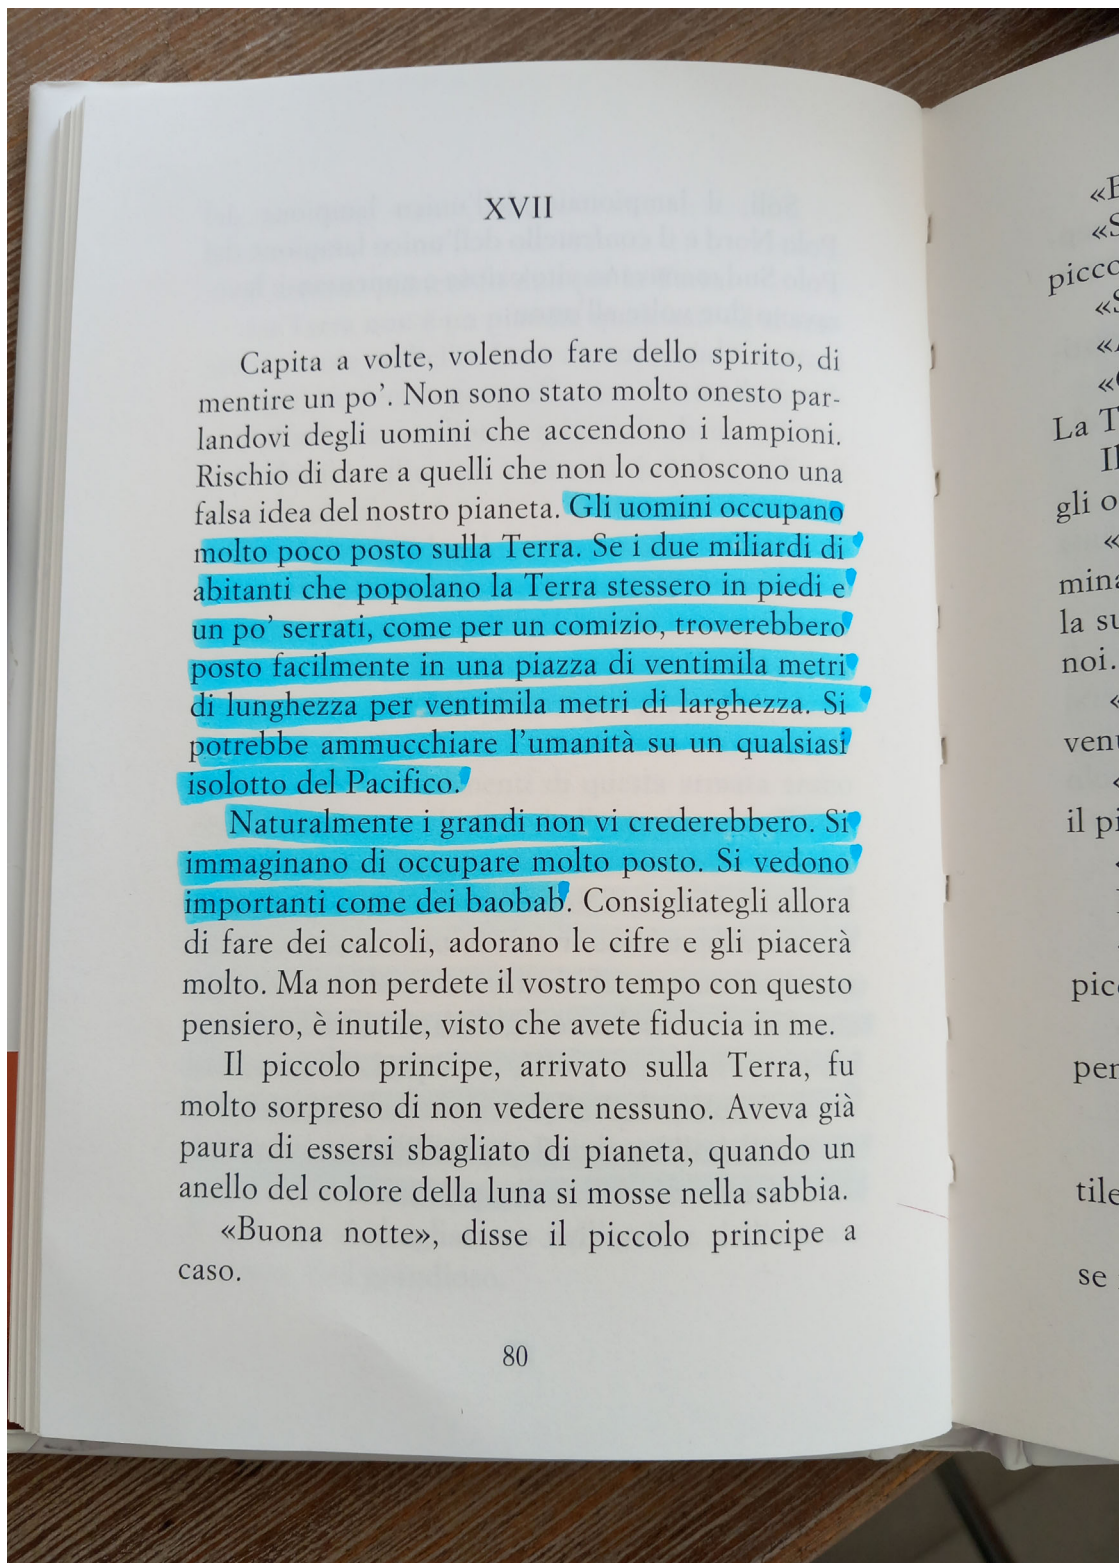 XVII
Capita a volte, volendo fare dello spirito, di
mentire un po’. Non sono stato molto onesto par-
landovi degli uomini che accendono i lampioni.
Rischio di dare a quelli che non lo conoscono una
falsa idea del nostro pianeta. Gli uomini occupano
molto poco posto sulla Terra. Se i due miliardi di
abitanti che popolano la Terra stessero in piedi e
un po’ serrati, come per un comizio, troverebbero
posto facilmente in una piazza di ventimila metri
di lunghezza per ventimila metri di larghezza. Si
potrebbe ammucchiare l’umanità su un qualsiasi
isolotto del Pacifico.
Naturalmente i grandi non vi crederebbero. Si
immaginano di occupare molto posto. Si vedono
importanti come dei baobab. Consigliategli allora
di fare dei calcoli, adorano le cifre e gli piacerà
molto. Ma non perdete il vostro tempo con questo
pensiero, è inutile, visto che avete fiducia in me.
Il piccolo principe, arrivato sulla Terra, fu
molto sorpreso di non vedere nessuno. Aveva già
paura di essersi sbagliato di pianeta, quando un
anello del colore della luna si mosse nella sabbia.
«Buona notte», disse il piccolo principe a
caso.
80
La
gli
la
noi.
il
se